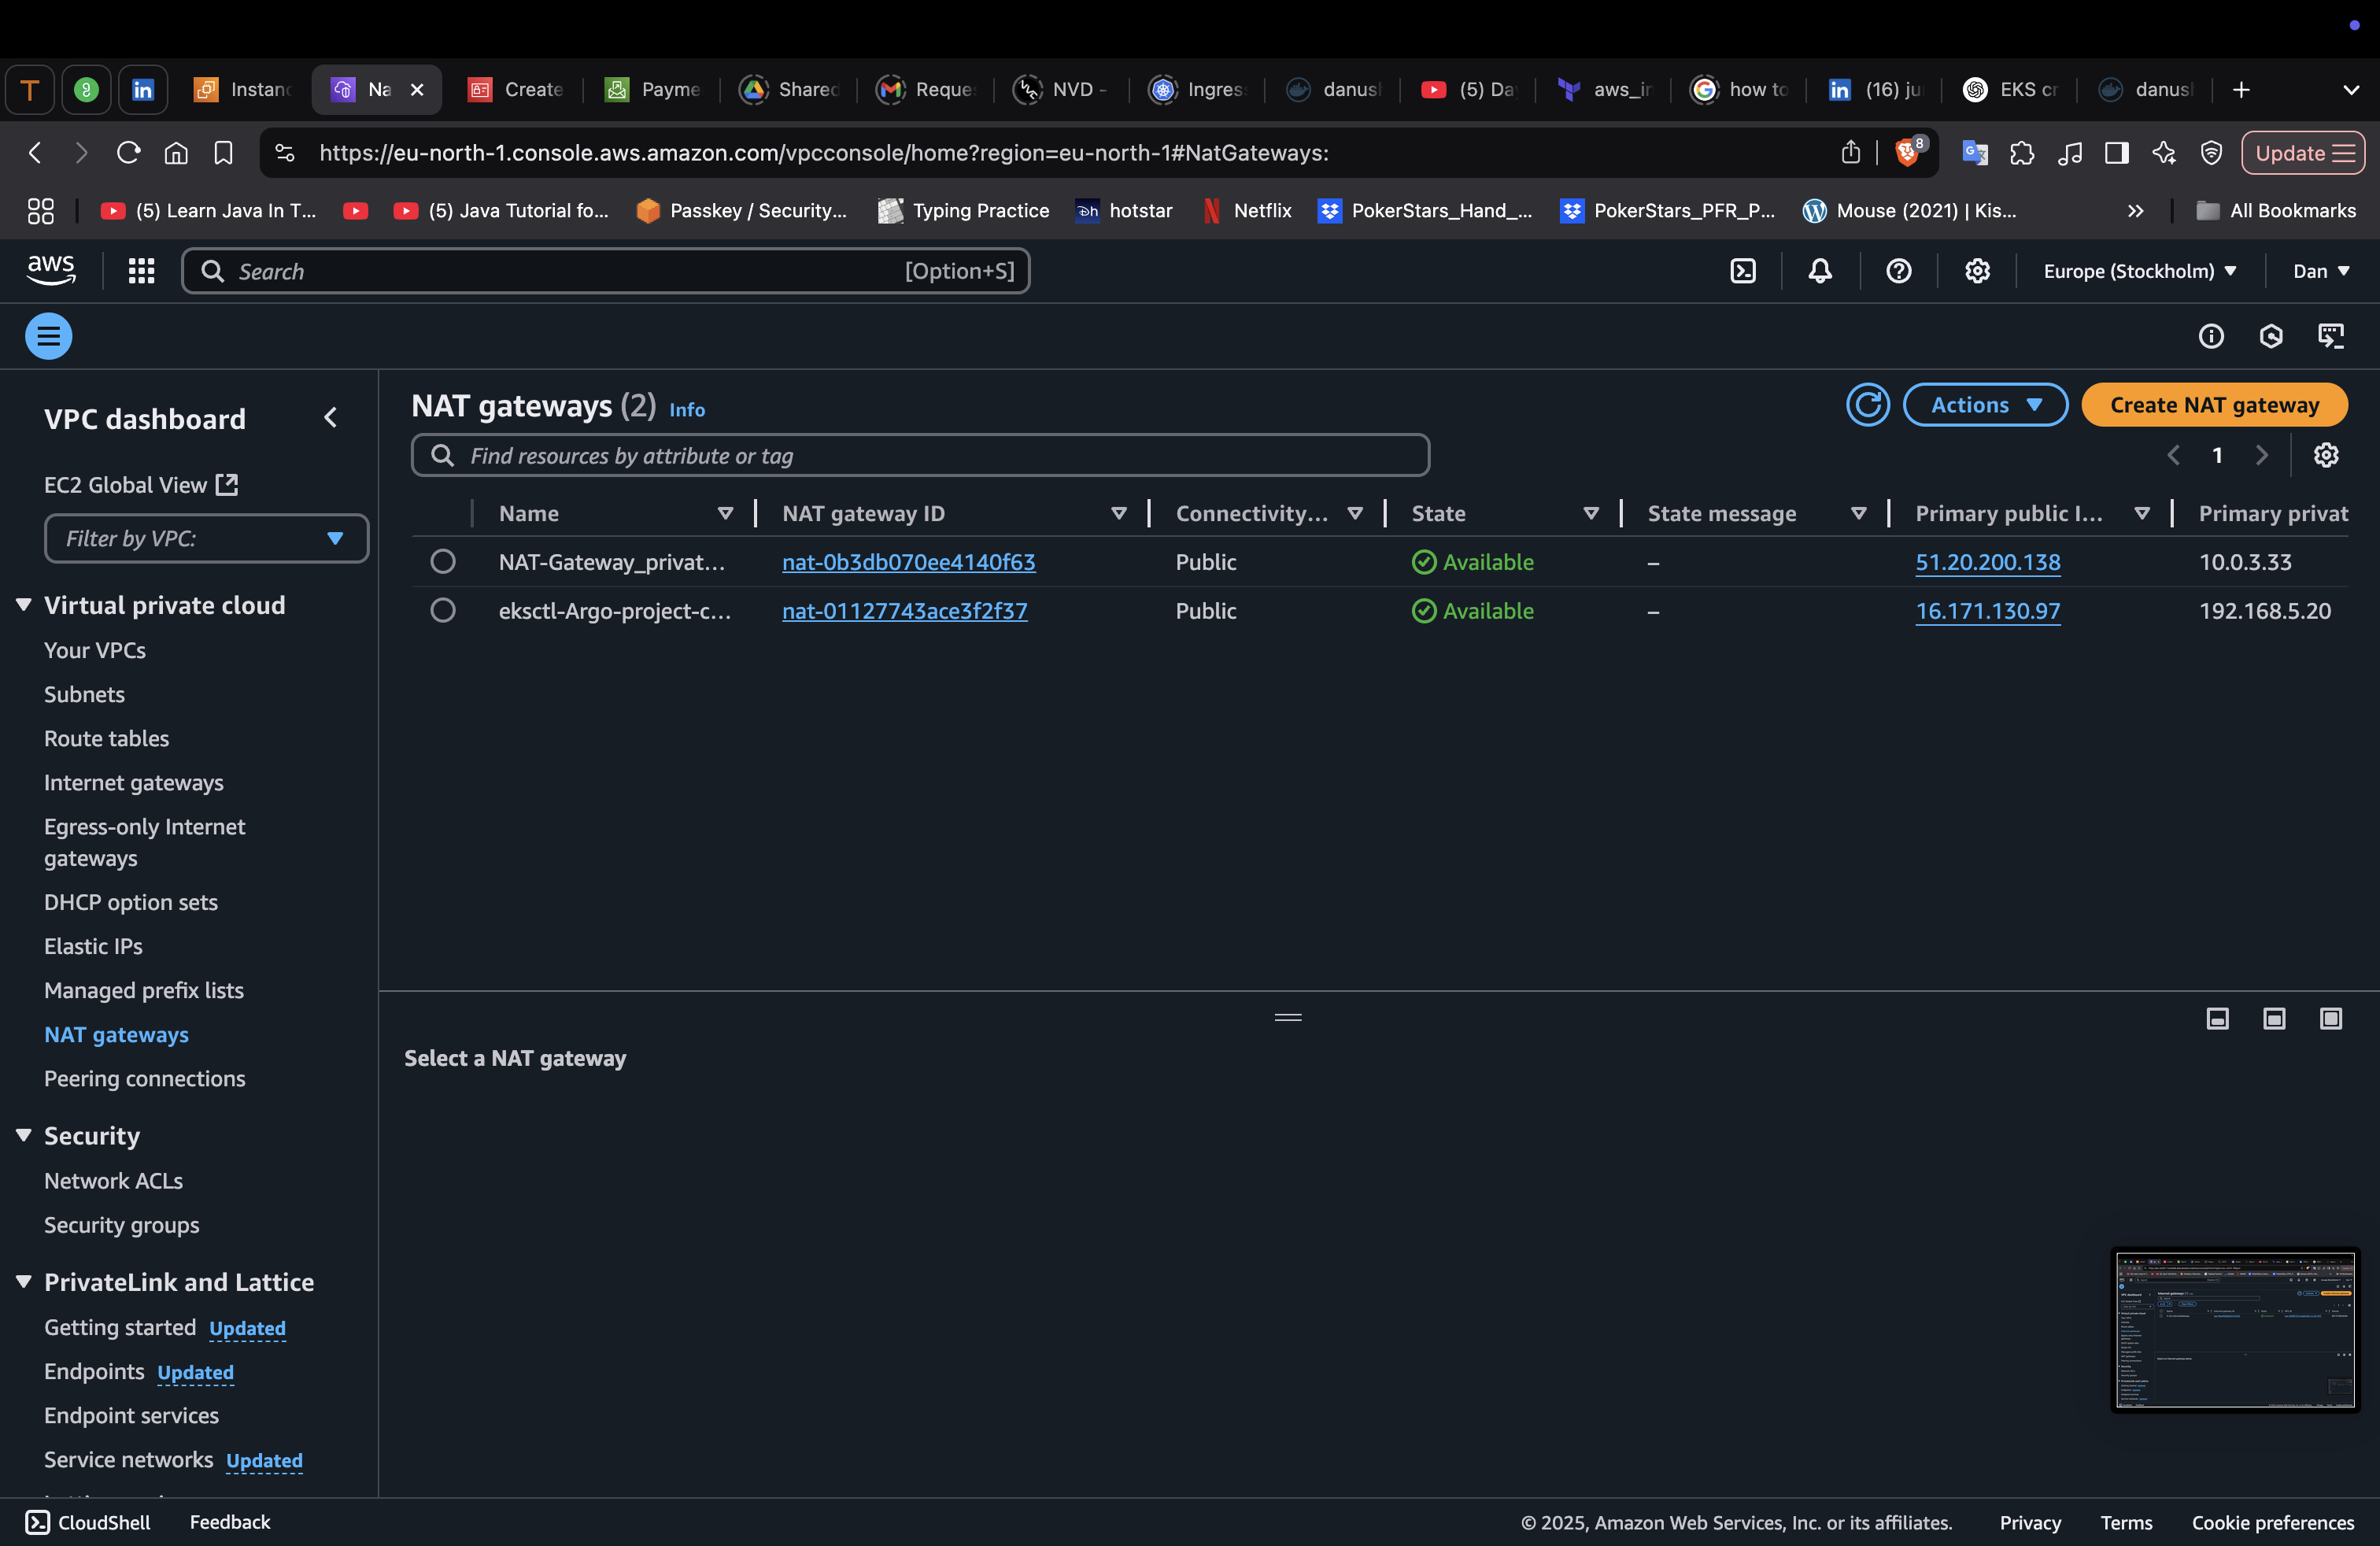 T
in
Instanc
Na
Create
Payme
Shared
Reques
NVD -
Ingress
danush
(5) Da
aws_in
how to
in (16) ju
EKS cr
danush
https://eu-north-1.console.aws.amazon.com/vpcconsole/home?region=eu-north-1#NatGateways:
8
Update
(5) Learn Java In T...
(5) Java Tutorial fo...
Passkey / Security...
Typing Practice
hotstar
Netflix
PokerStars_Hand_...
PokerStars_PFR_P...
Mouse (2021) | Kis...
All Bookmarks
aws
Search
[Option+S]
Europe (Stockholm)
Dan
VPC dashboard
EC2 Global View
Filter by VPC:
Virtual private cloud
Your VPCs
Subnets
Route tables
Internet gateways
Egress-only Internet
gateways
DHCP option sets
Elastic IPs
Managed prefix lists
NAT gateways
Peering connections
Security
Network ACLs
Security groups
PrivateLink and Lattice
Getting started Updated
Endpoints Updated
Endpoint services
Service networks Updated
NAT gateways (2) Info
Actions
Create NAT gateway
Find resources by attribute or tag
1
Name NAT gateway ID Connectivity... State State message Primary public I... Primary privat
NAT-Gateway_privat... nat-0b3db070ee4140f63 Public Available – 51.20.200.138 10.0.3.33
eksctl-Argo-project-c... nat-01127743ace3f2f37 Public Available – 16.171.130.97 192.168.5.20
Select a NAT gateway
CloudShell
Feedback
© 2025, Amazon Web Services, Inc. or its affiliates.
Privacy
Terms
Cookie preferences